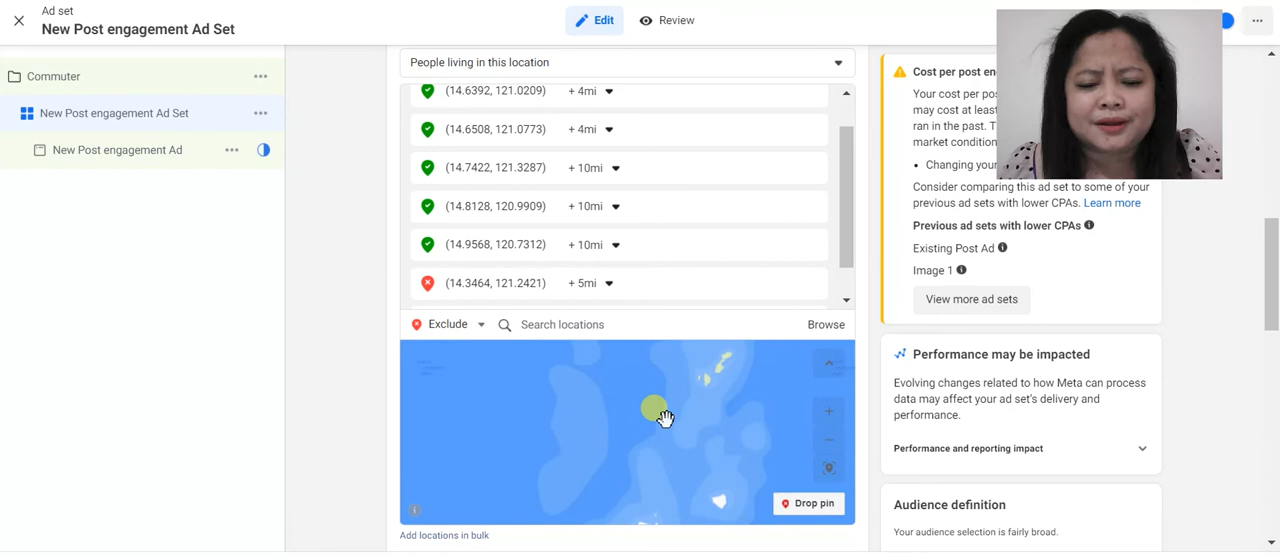 Ad set
New Post engagement Ad Set
Edit
Review
Commuter
New Post engagement Ad Set
New Post engagement Ad
People living in this location
(14.6392, 121.0209) + 4mi
(14.6508, 121.0773) + 4mi
(14.7422, 121.3287) + 10mi
(14.8128, 120.9909) + 10mi
(14.9568, 120.7312) + 10mi
(14.3464, 121.2421) + 5mi
Exclude
Search locations
Browse
Drop pin
Add locations in bulk
Cost per post en
Your cost per pos
may cost at least
ran in the past. T
market condition
• Changing your
Consider comparing this ad set to some of your
previous ad sets with lower CPAs. Learn more
Previous ad sets with lower CPAs
Existing Post Ad
Image 1
View more ad sets
Performance may be impacted
Evolving changes related to how Meta can process
data may affect your ad set's delivery and
performance.
Performance and reporting impact
Audience definition
Your audience selection is fairly broad.